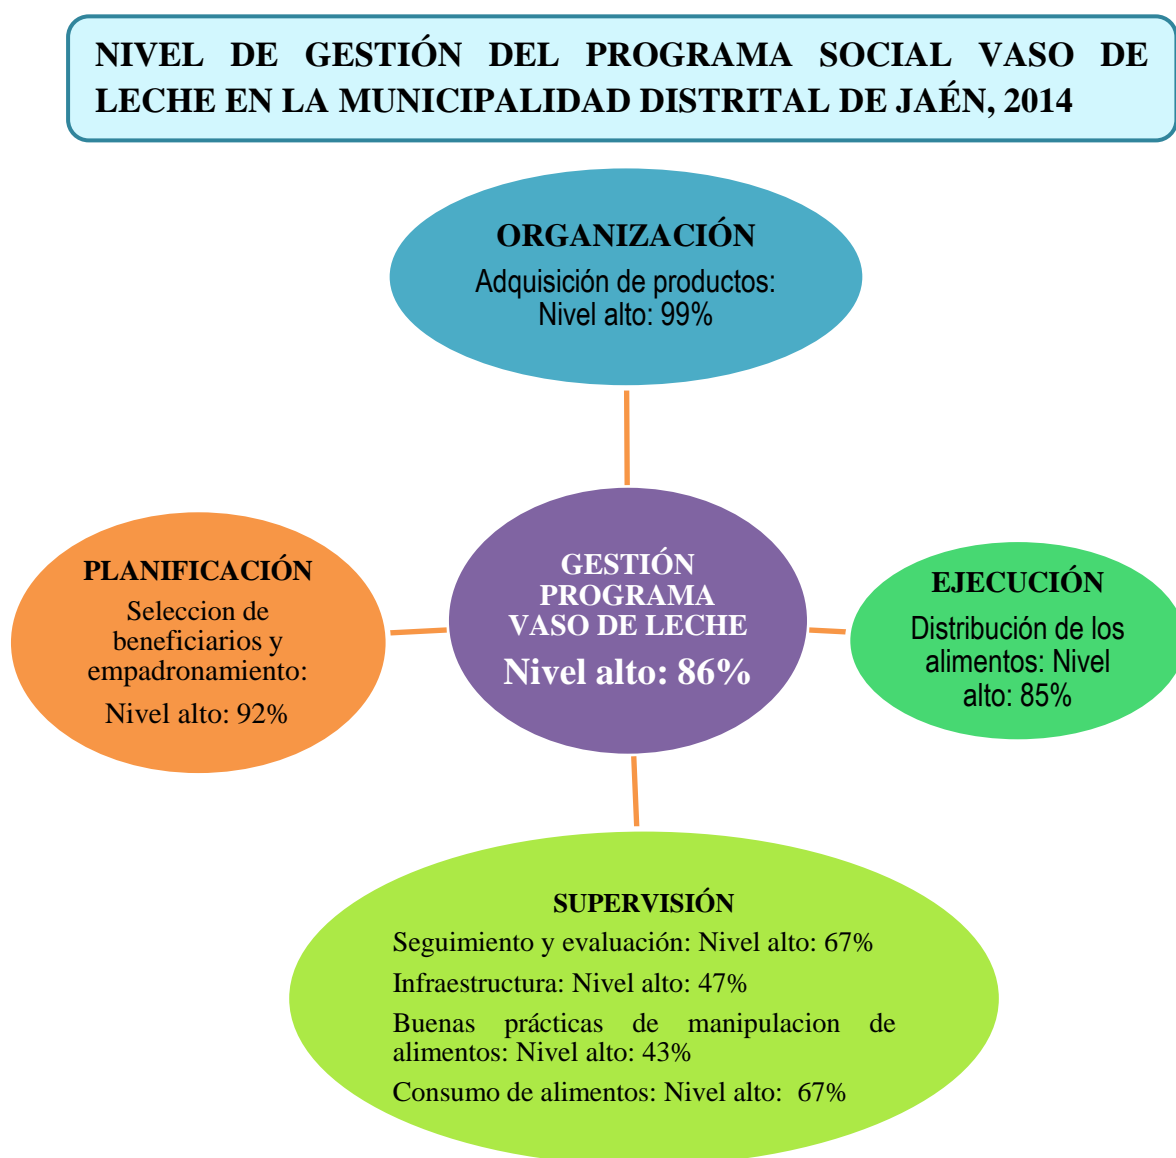 NIVEL DE GESTIÓN DEL PROGRAMA SOCIAL VASO DE
LECHE EN LA MUNICIPALIDAD DISTRITAL DE JAÉN, 2014
ORGANIZACIÓN
Adquisición de productos:
Nivel alto: 99%
PLANIFICACIÓN
Seleccion de
beneficiarios y
empadronamiento:
Nivel alto: 92%
GESTIÓN
PROGRAMA
VASO DE LECHE
Nivel alto: 86%
EJECUCIÓN
Distribución de los
alimentos: Nivel
alto: 85%
SUPERVISIÓN
Seguimiento y evaluación: Nivel alto: 67%
Infraestructura: Nivel alto: 47%
Buenas prácticas de manipulacion de
alimentos: Nivel alto: 43%
Consumo de alimentos: Nivel alto: 67%